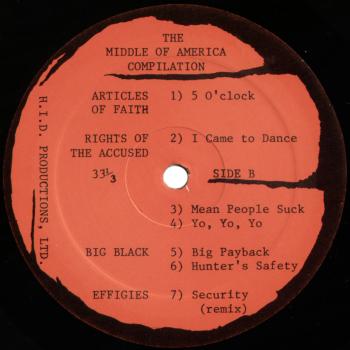 THE
MIDDLE OF AMERICA
COMPILATION
ARTICLES OF FAITH 1) 5 O'clock
RIGHTS OF THE ACCUSED 2) I Came to Dance
33 1/3 SIDE B
3) Mean People Suck
4) Yo, Yo, Yo
BIG BLACK 5) Big Payback
6) Hunter's Safety
EFFIGIES 7) Security
(remix)
H.I.D. PRODUCTIONS, LTD.